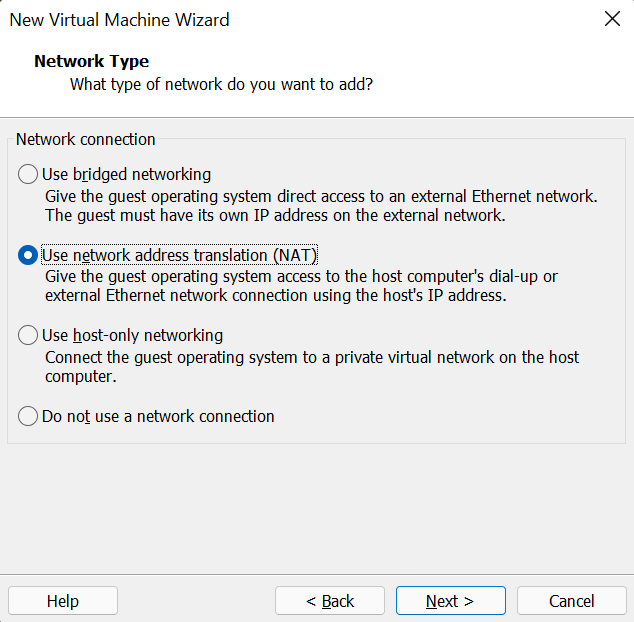 New Virtual Machine Wizard
Network Type
What type of network do you want to add?
Network connection
Use bridged networking
Give the guest operating system direct access to an external Ethernet network.
The guest must have its own IP address on the external network.
Use network address translation (NAT)
Give the guest operating system access to the host computer's dial-up or
external Ethernet network connection using the host's IP address.
Use host-only networking
Connect the guest operating system to a private virtual network on the host
computer.
Do not use a network connection
Help
< Back
Next >
Cancel